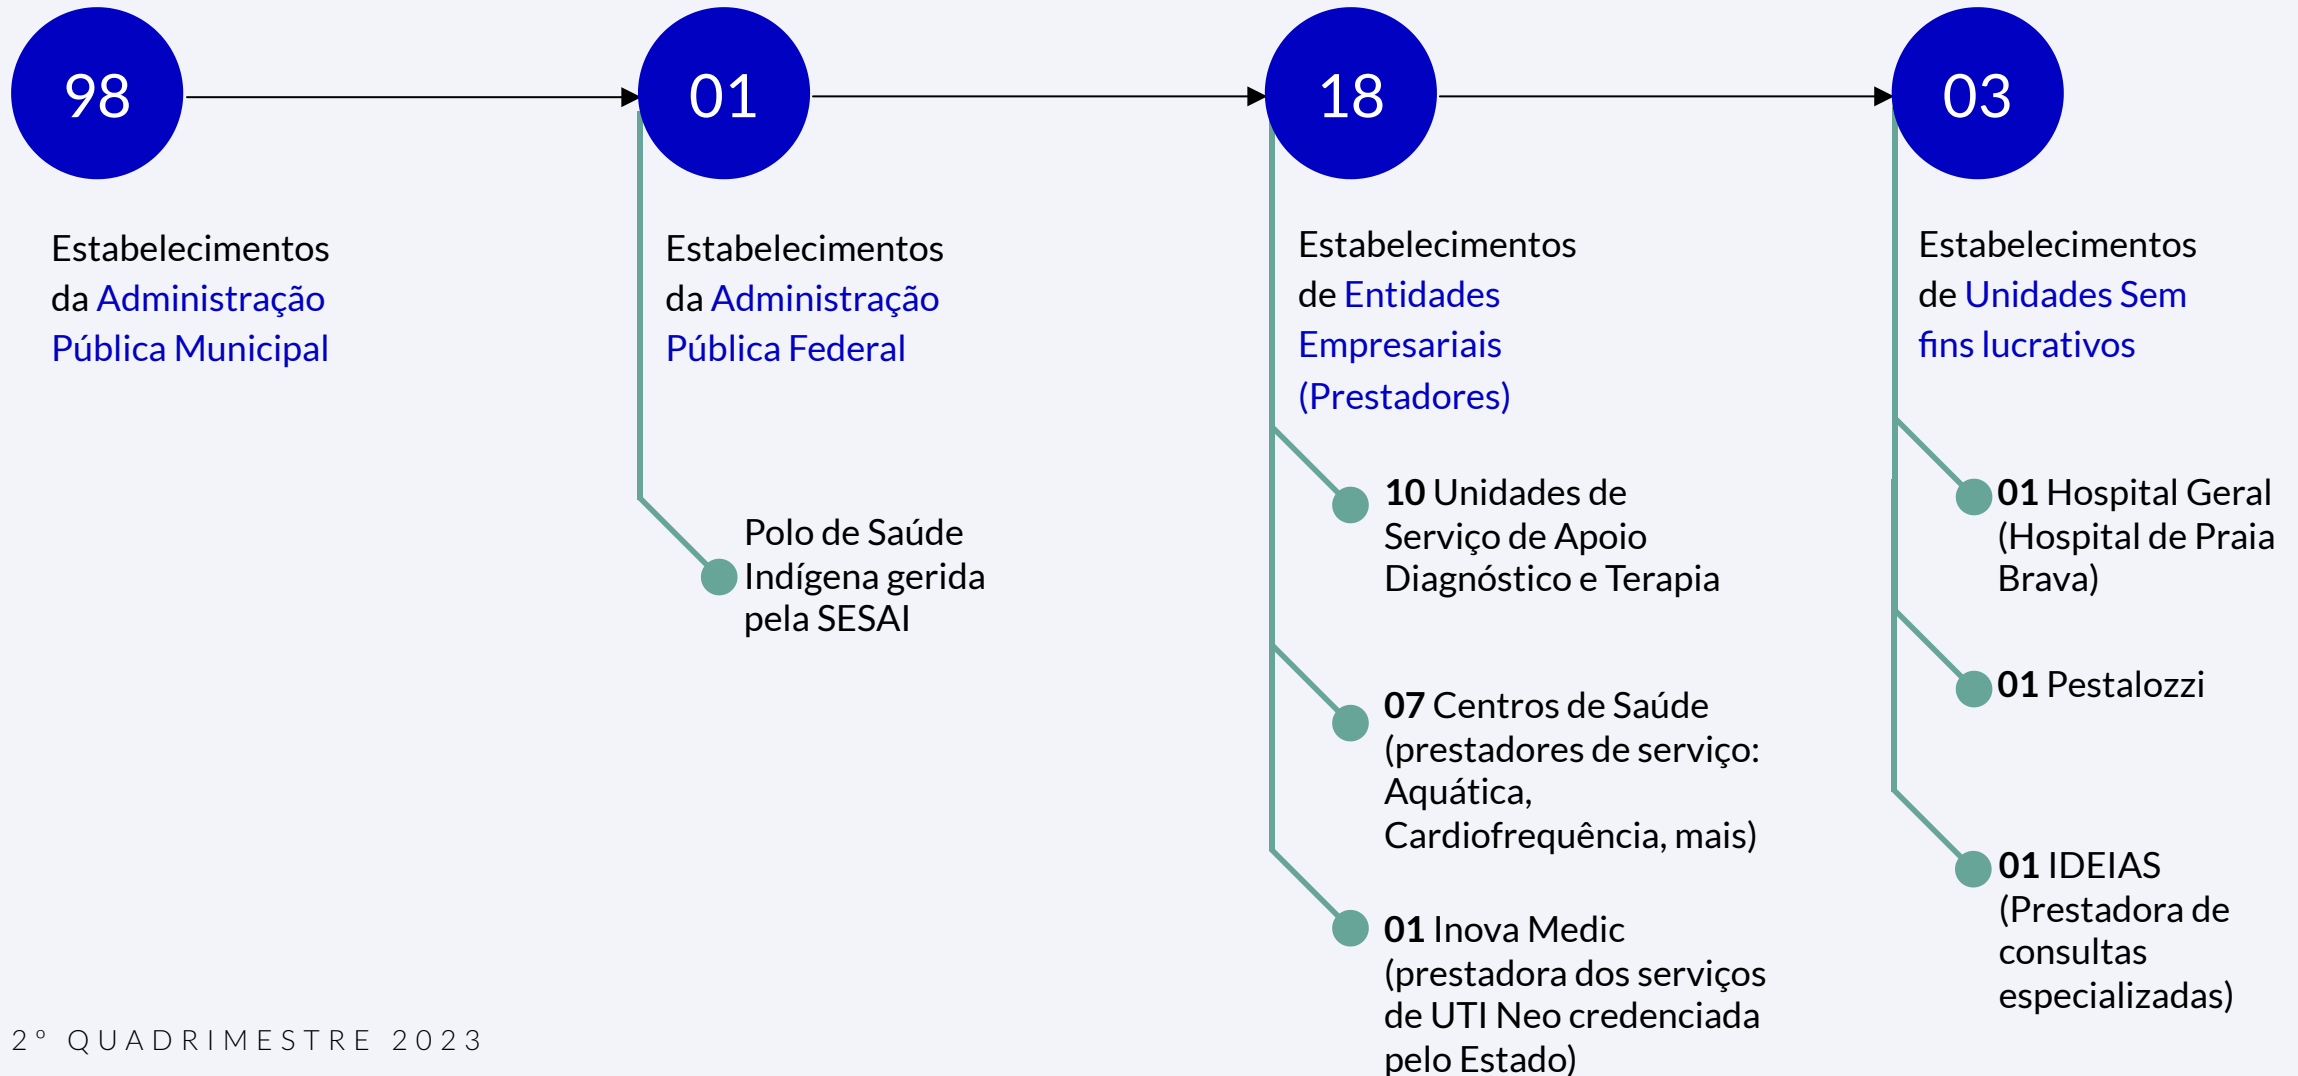 98
Estabelecimentos
da Administração
Pública Municipal
01
Estabelecimentos
da Administração
Pública Federal
Polo de Saúde
Indígena gerida
pela SESAI
18
Estabelecimentos
de Entidades
Empresariais
(Prestadores)
10 Unidades de
Serviço de Apoio
Diagnóstico e Terapia
07 Centros de Saúde
(prestadores de serviço:
Aquática,
Cardiofrequência, mais)
01 Inova Medic
(prestadora dos serviços
de UTI Neo credenciada
pelo Estado)
03
Estabelecimentos
de Unidades Sem
fins lucrativos
01 Hospital Geral
(Hospital de Praia
Brava)
01 Pestalozzi
01 IDEIAS
(Prestadora de
consultas
especializadas)
2º QUADRIMESTRE 2023